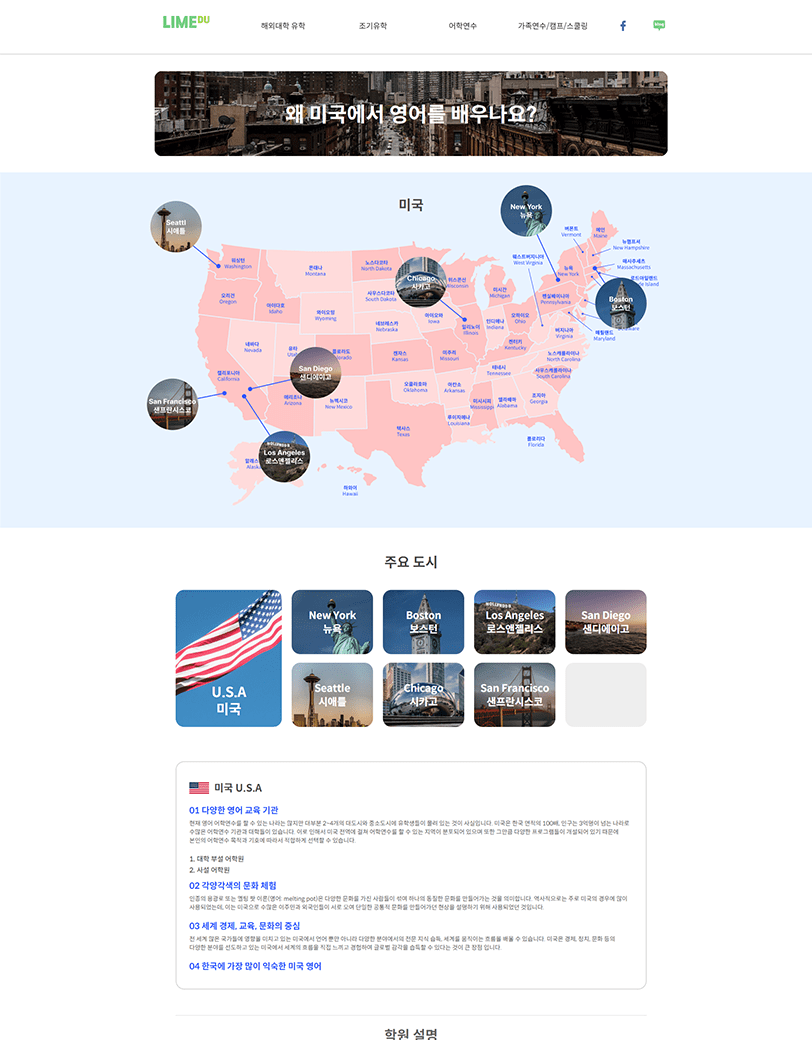 LIMEDU
해외대학 유학
조기유학
어학연수
가족연수/캠프/스쿨링
blog
왜 미국에서 영어를 배우나요?
미국
Seattl
시애틀
New York
뉴욕
Chicago
시카고
Boston
보스턴
San Diego
샌디에이고
San Francisco
샌프란시스코
Los Angeles
로스앤젤리스
워싱턴
Washington
몬태나
Montana
노스다코타
North Dakota
사우스다코타
South Dakota
위스콘신
Wisconsin
미시간
Michigan
버몬트
Vermont
메인
Maine
뉴햄프셔
New Hampshire
매사추세츠
Massachusetts
로드아일랜드
de Island
웨스트버지니아
West Virginia
뉴욕
New York
펜실베니아
Pennsylvania
오리건
Oregon
아이다호
Idaho
와이오밍
Wyoming
네브래스카
Nebraska
아이오와
Iowa
일리노이
Illinois
인디애나
Indiana
오하이오
Ohio
네바다
Nevada
유타
Utah
콜로라도
Colorado
캔자스
Kansas
미주리
Missouri
켄터키
Kentucky
버지니아
Virginia
메릴랜드
Maryland
Delaware
캘리포니아
California
애리조나
Arizona
뉴멕시코
New Mexico
오클라호마
Oklahoma
아칸소
Arkansas
테네시
Tennessee
노스캐롤라이나
North Carolina
사우스캐롤라이나
South Carolina
텍사스
Texas
루이지애나
Louisiana
미시시피
Mississippi
앨라배마
Alabama
조지아
Georgia
플로리다
Florida
알래스
Alaska
하와이
Hawaii
주요 도시
U.S.A
미국
New York
뉴욕
Boston
보스턴
Los Angeles
로스앤젤리스
San Diego
샌디에이고
Seattle
시애틀
Chicago
시카고
San Francisco
샌프란시스코
미국 U.S.A
01 다양한 영어 교육 기관
현재 영어 어학연수를 할 수 있는 나라는 많지만 대부분 2~4개의 대도시와 중소도시에 유학생들이 몰려 있는 것이 사실입니다. 미국은 한국 면적의 100배, 인구는 3억명이 넘는 나라로
수많은 어학연수 기관과 대학들이 있습니다. 이로 인해서 미국 전역에 걸쳐 어학연수를 할 수 있는 지역이 분포되어 있으며 또한 그만큼 다양한 프로그램들이 개설되어 있기 때문에
본인의 어학연수 목적과 기호에 따라서 적합하게 선택할 수 있습니다.
1. 대학 부설 어학원
2. 사설 어학원
02 각양각색의 문화 체험
인종의 용광로 또는 멜팅 팟 이론(영어: melting pot)은 다양한 문화를 가진 사람들이 섞여 하나의 동질한 문화를 만들어가는 것을 의미합니다. 역사적으로는 주로 미국의 경우에 많이
사용되었는데, 이는 미국으로 수많은 이주민과 외국인들이 서로 모여 단일한 공통적 문화를 만들어가던 현상을 설명하기 위해 사용되었던 것입니다.
03 세계 경제, 교육, 문화의 중심
전 세계 많은 국가들에 영향을 미치고 있는 미국에서 언어 뿐만 아니라 다양한 분야에서의 전문 지식 습득, 세계를 움직이는 흐름을 배울 수 있습니다. 미국은 경제, 정치, 문화 등의
다양한 분야를 선도하고 있는 미국에서 세계의 흐름을 직접 느끼고 경험하며 글로벌 감각을 습득할 수 있다는 것이 큰 장점 입니다.
04 한국에 가장 많이 익숙한 미국 영어
학원 설명